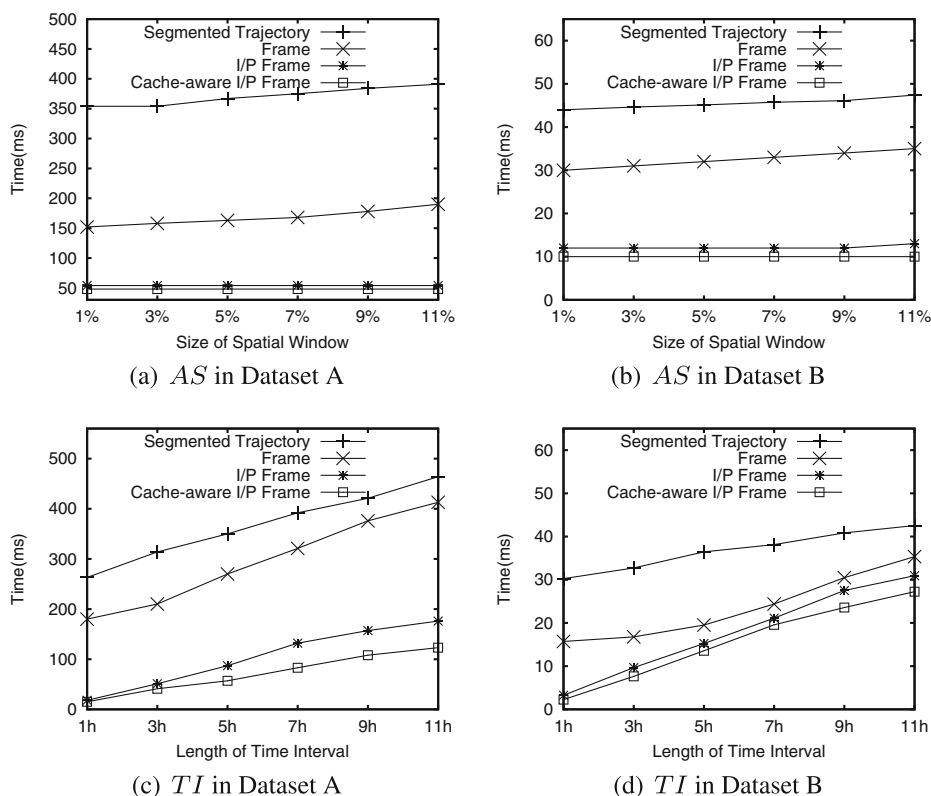 500
450
400
350
300
250
200
150
100
50
Time(ms)
Segmented Trajectory
Frame
I/P Frame
Cache-aware I/P Frame
1% 3% 5% 7% 9% 11%
Size of Spatial Window
(a) AS in Dataset A
60
50
40
30
20
10
0
Time(ms)
Segmented Trajectory
Frame
I/P Frame
Cache-aware I/P Frame
1% 3% 5% 7% 9% 11%
Size of Spatial Window
(b) AS in Dataset B
500
400
300
200
100
0
Time(ms)
Segmented Trajectory
Frame
I/P Frame
Cache-aware I/P Frame
1h 3h 5h 7h 9h 11h
Length of Time Interval
(c) TI in Dataset A
60
50
40
30
20
10
0
Time(ms)
Segmented Trajectory
Frame
I/P Frame
Cache-aware I/P Frame
1h 3h 5h 7h 9h 11h
Length of Time Interval
(d) TI in Dataset B